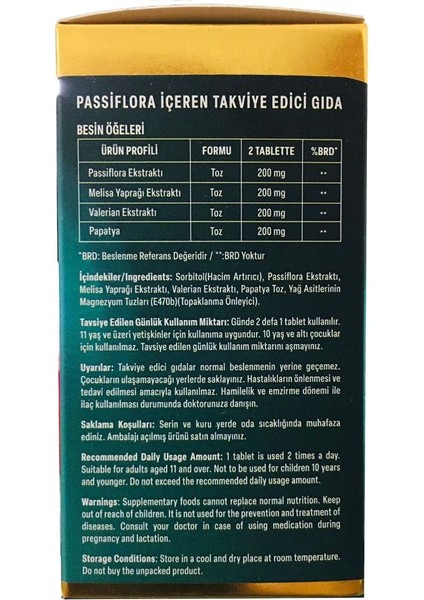 PASSİFLORA İÇEREN TAKVİYE EDİCİ GIDA
BESİN ÖĞELERİ
ÜRÜN PROFİLİ FORMU 2 TABLETTE %BRD*
Passiflora Ekstraktı Toz 200 mg **
Melisa Yaprağı Ekstraktı Toz 200 mg **
Valerian Ekstraktı Toz 200 mg **
Papatya Toz 200 mg **
*BRD: Beslenme Referans Değeridir / **:BRD Yoktur
İçindekiler/Ingredients: Sorbitol(Hacim Artırıcı), Passiflora Ekstraktı,
Melisa Yaprağı Ekstraktı, Valerian Ekstraktı, Papatya Toz, Yağ Asitlerinin
Magnezyum Tuzları (E470b)(Topaklanma Önleyici).
Tavsiye Edilen Günlük Kullanım Miktarı: Günde 2 defa 1 tablet kullanılır.
11 yaş ve üzeri yetişkinler için kullanıma uygundur. 10 yaş ve altı çocuklar
için kullanılmaz. Tavsiye edilen günlük kullanım miktarını aşmayınız.
Uyarılar: Takviye edici gıdalar normal beslenmenin yerine geçemez.
Çocukların ulaşamayacağı yerlerde saklayınız. Hastalıkların önlenmesi ve
tedavi edilmesi amacıyla kullanılmaz. Hamilelik ve emzirme dönemi ile
ilaç kullanılması durumunda doktorunuza danışın.
Saklama Koşulları: Serin ve kuru yerde oda sıcaklığında muhafaza
ediniz. Ambalajı açılmış ürünü satın almayınız.
Recommended Daily Usage Amount: 1 tablet is used 2 times a day.
Suitable for adults aged 11 and over. Not to be used for children 10 years
and younger. Do not exceed the recommended daily usage amount.
Warnings: Supplementary foods cannot replace normal nutrition. Keep
out of reach of children. It is not used for the prevention and treatment of
diseases. Consult your doctor in case of using medication during
pregnancy and lactation.
Storage Conditions: Store in a cool and dry place at room temperature.
Do not buy the unpacked product.